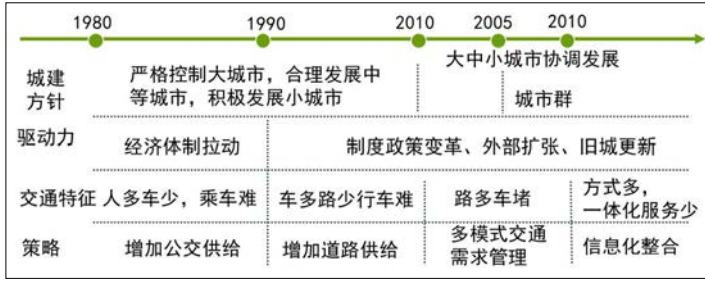 1980 1990 2010 2005 2010
城建
方针
严格控制大城市，合理发展中
等城市，积极发展小城市
大中小城市协调发展
城市群
驱动力
经济体制拉动
制度政策变革、外部扩张、旧城更新
交通特征
人多车少，乘车难
车多路少行车难
路多车堵
方式多，
一体化服务少
策略
增加公交供给
增加道路供给
多模式交通
需求管理
信息化整合